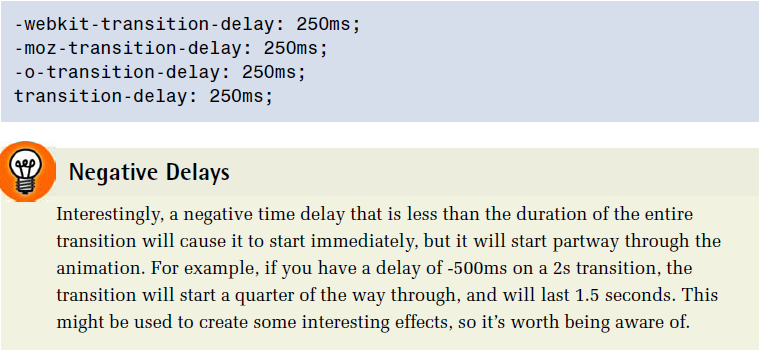 -webkit-transition-delay: 250ms;
-moz-transition-delay: 250ms;
-o-transition-delay: 250ms;
transition-delay: 250ms;
Negative Delays
Interestingly, a negative time delay that is less than the duration of the entire
transition will cause it to start immediately, but it will start partway through the
animation. For example, if you have a delay of -500ms on a 2s transition, the
transition will start a quarter of the way through, and will last 1.5 seconds. This
might be used to create some interesting effects, so it’s worth being aware of.